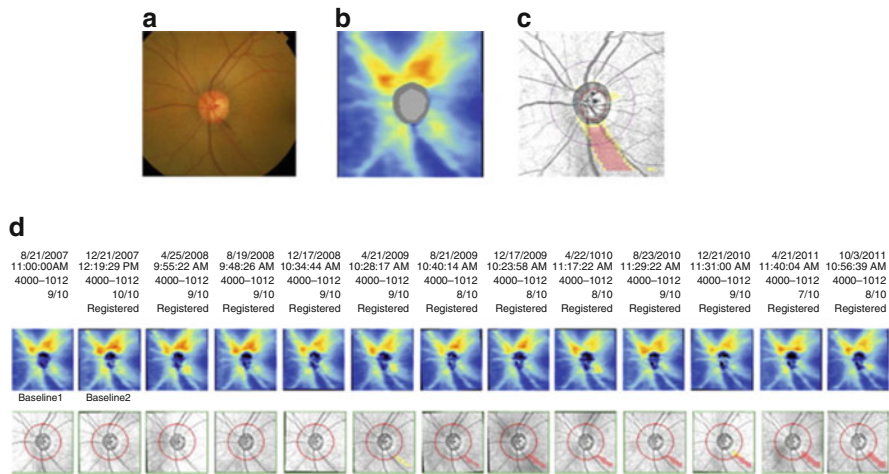 a
b
c
d
8/21/2007 12/21/2007 4/25/2008 8/19/2008 12/17/2008 4/21/2009 8/21/2009 12/17/2009 4/22/2010 8/23/2010 12/21/2010 4/21/2011 10/3/2011
11:00:00AM 12:19:29 PM 9:55:22 AM 9:48:26 AM 10:34:44 AM 10:28:17 AM 10:40:14 AM 10:23:58 AM 11:17:22 AM 11:29:22 AM 11:31:00 AM 11:40:04 AM 10:56:39 AM
4000–1012 4000–1012 4000–1012 4000–1012 4000–1012 4000–1012 4000–1012 4000–1012 4000–1012 4000–1012 4000–1012 4000–1012 4000–1012
9/10 10/10 9/10 9/10 9/10 9/10 8/10 8/10 8/10 9/10 9/10 7/10 8/10
Registered Registered Registered Registered Registered Registered Registered Registered Registered Registered Registered Registered
Baseline1 Baseline2